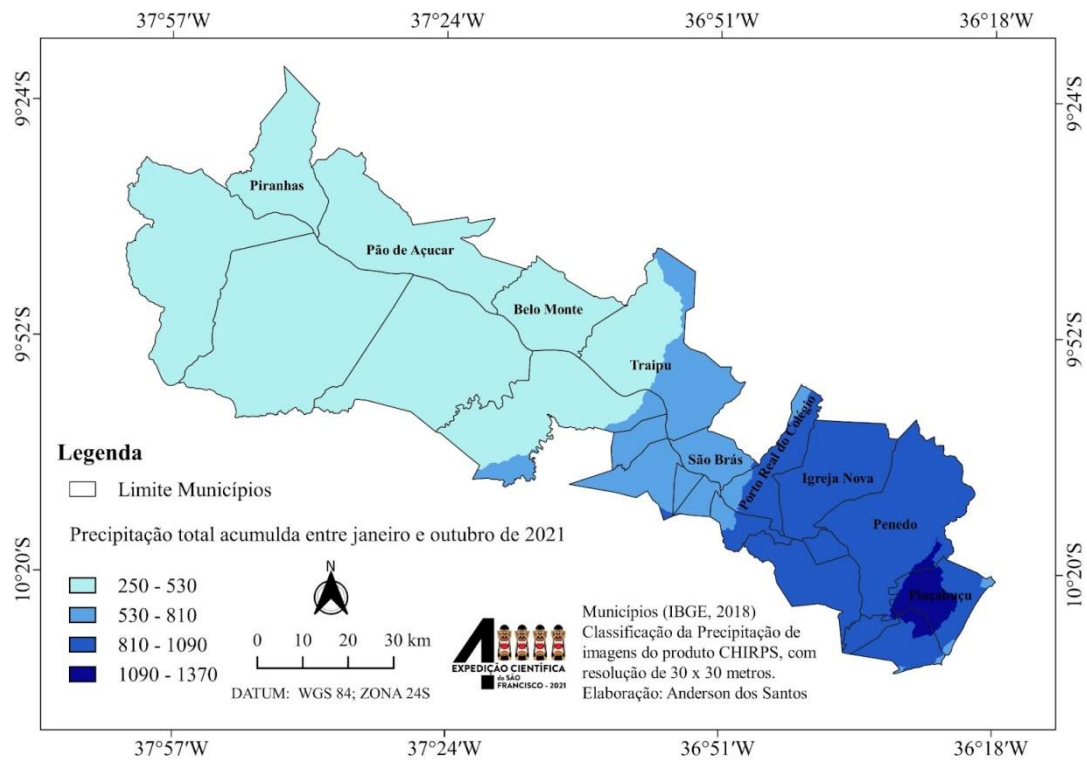 37°57'W 37°24'W 36°51'W 36°18'W
9°24'S
9°24'S
Piranhas
Pão de Açucar
Belo Monte
9°52'S
9°52'S
Traipu
Porto Real do Colégio
São Brás
Igreja Nova
Penedo
Piaçabuçu
10°20'S
10°20'S
Legenda
Limite Municípios
Precipitação total acumulda entre janeiro e outubro de 2021
250 - 530
530 - 810
810 - 1090
1090 - 1370
N
0 10 20 30 km
DATUM: WGS 84; ZONA 24S
4
EXPEDIÇÃO CIENTÍFICA
do SÃO
FRANCISCO - 2021
Municípios (IBGE, 2018)
Classificação da Precipitação de
imagens do produto CHIRPS, com
resolução de 30 x 30 metros.
Elaboração: Anderson dos Santos
37°57'W 37°24'W 36°51'W 36°18'W